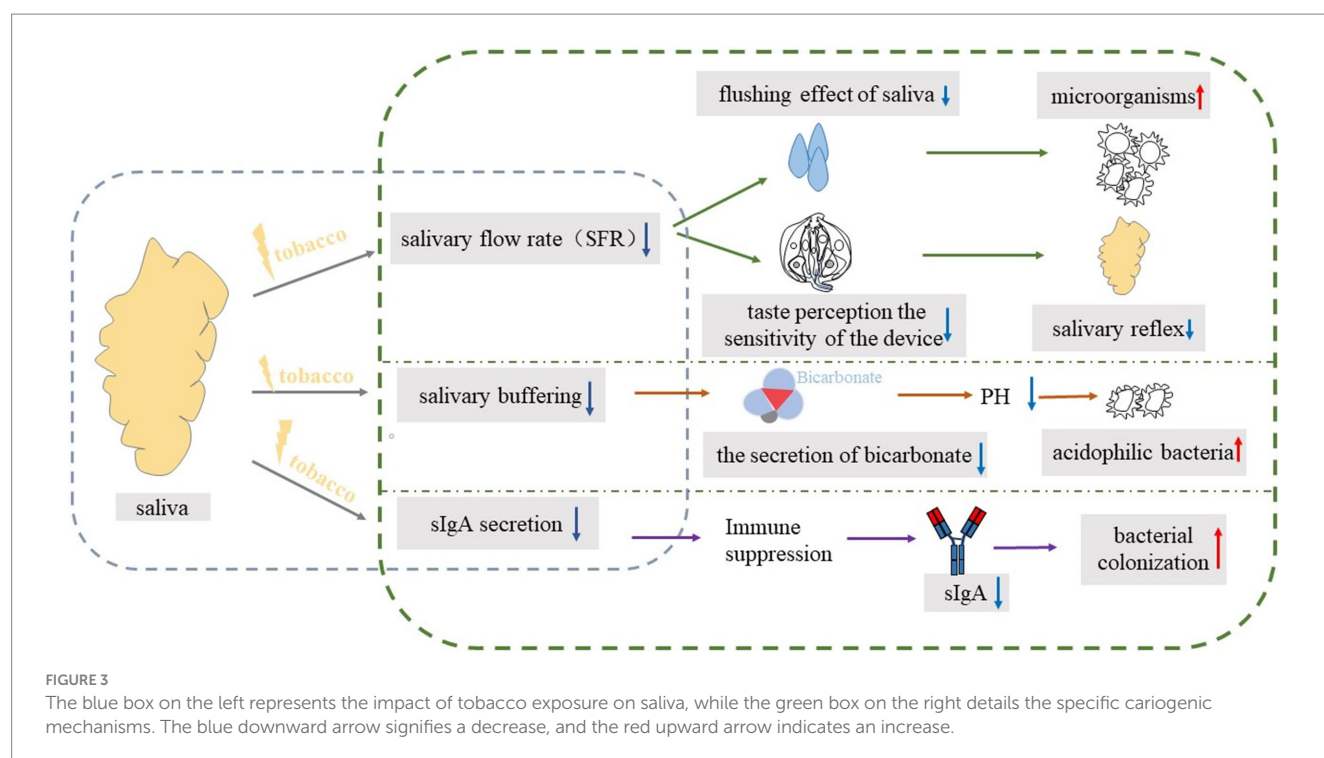 flushing effect of saliva
microorganisms
tobacco
salivary flow rate（SFR）
taste perception the
sensitivity of the device
salivary reflex
tobacco
salivary buffering
Bicarbonate
PH
the secretion of bicarbonate
acidophilic bacteria
tobacco
saliva
sIgA secretion
Immune
suppression
sIgA
bacterial
colonization
FIGURE 3
The blue box on the left represents the impact of tobacco exposure on saliva, while the green box on the right details the specific cariogenic
mechanisms. The blue downward arrow signifies a decrease, and the red upward arrow indicates an increase.